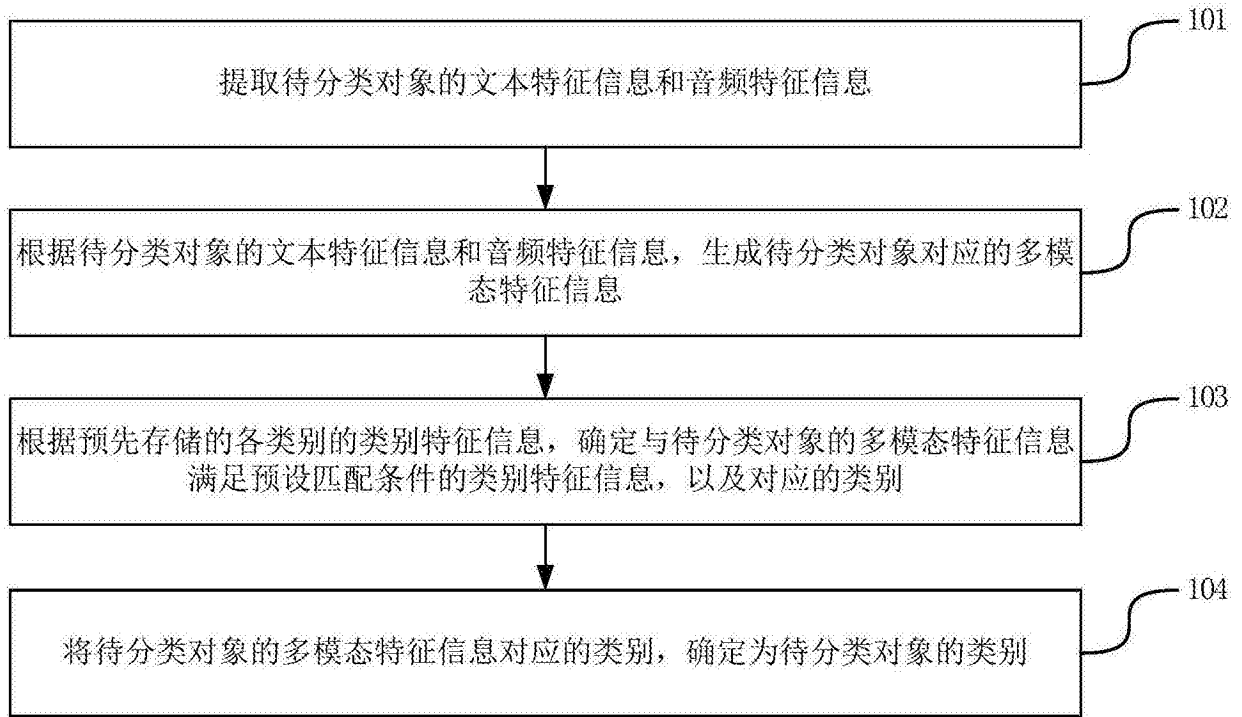 101
提取待分类对象的文本特征信息和音频特征信息
102
根据待分类对象的文本特征信息和音频特征信息，生成待分类对象对应的多模
态特征信息
103
根据预先存储的各类别的类别特征信息，确定与待分类对象的多模态特征信息
满足预设匹配条件的类别特征信息，以及对应的类别
104
将待分类对象的多模态特征信息对应的类别，确定为待分类对象的类别